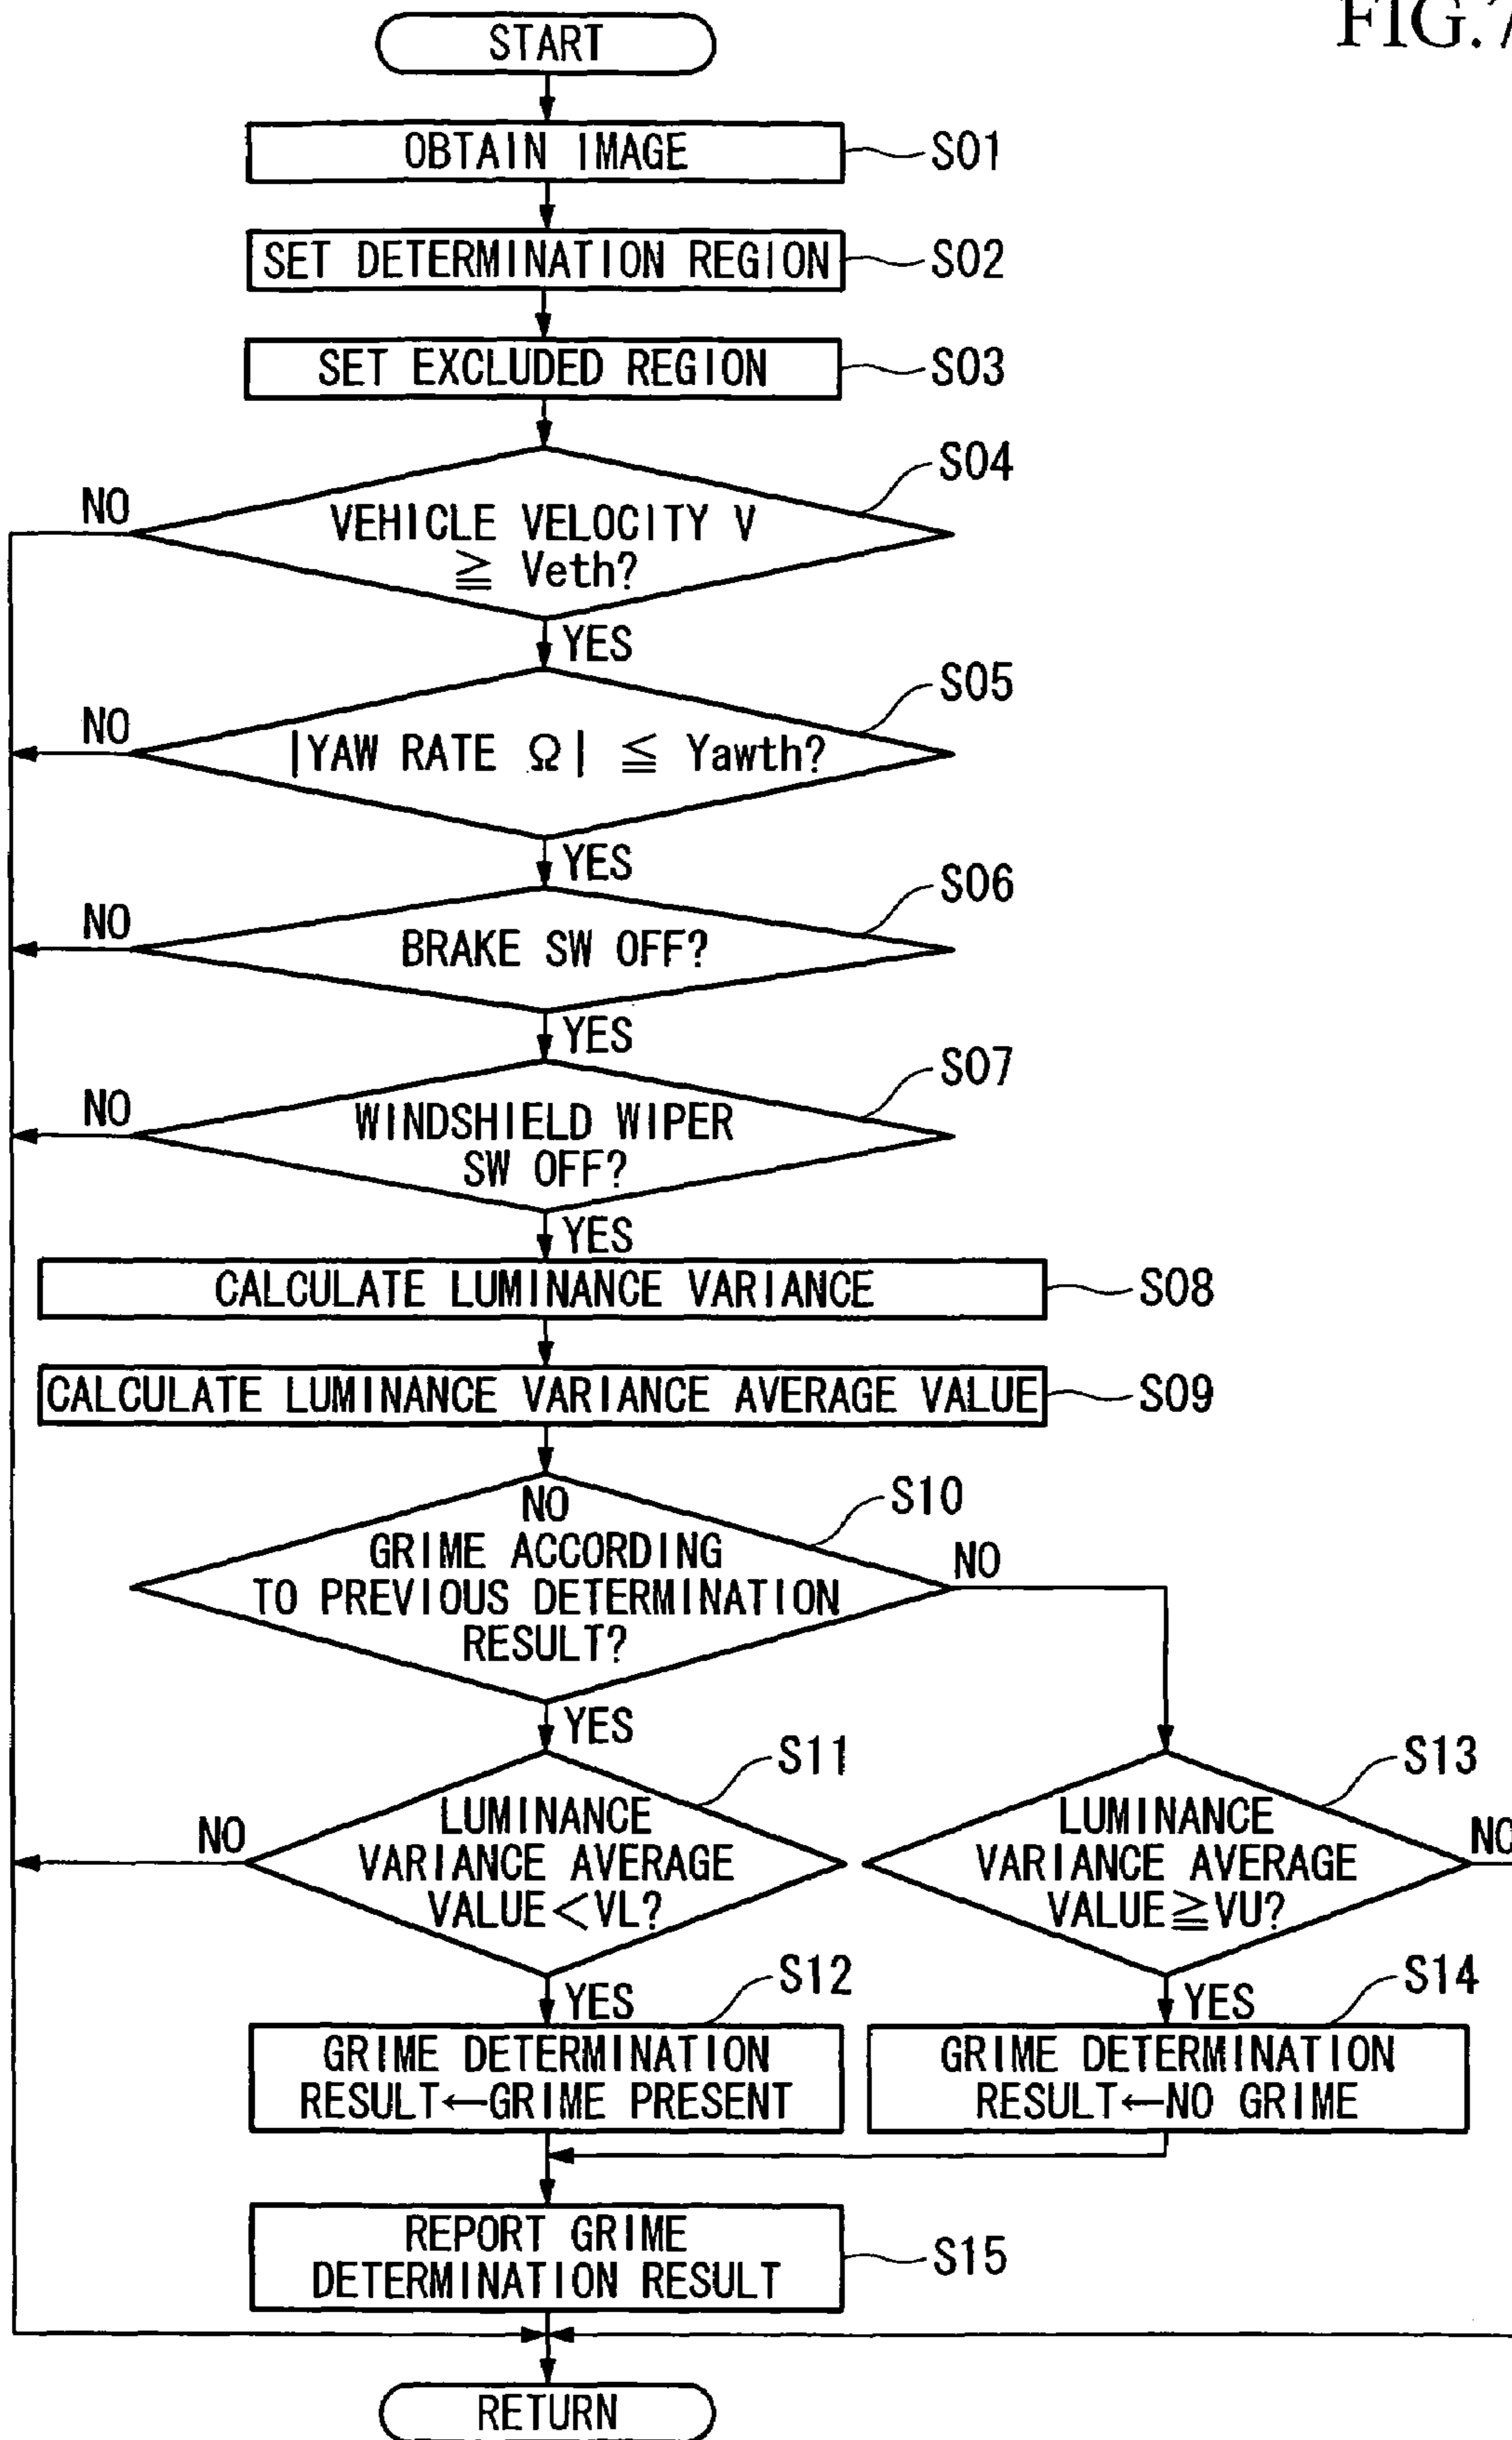 FIG.7
START
OBTAIN IMAGE
S01
SET DETERMINATION REGION
S02
SET EXCLUDED REGION
S03
S04
NO
VEHICLE VELOCITY V
≧ Veth?
YES
S05
NO
|YAW RATE Ω| ≦ Yawth?
YES
S06
NO
BRAKE SW OFF?
YES
S07
NO
WINDSHIELD WIPER
SW OFF?
YES
CALCULATE LUMINANCE VARIANCE
S08
CALCULATE LUMINANCE VARIANCE AVERAGE VALUE
S09
S10
NO
GRIME ACCORDING
TO PREVIOUS DETERMINATION
RESULT?
NO
YES
S11
NO
LUMINANCE
VARIANCE AVERAGE
VALUE<VL?
S13
LUMINANCE
VARIANCE AVERAGE
VALUE≧VU?
NO
YES
S12
GRIME DETERMINATION
RESULT←GRIME PRESENT
YES
S14
GRIME DETERMINATION
RESULT←NO GRIME
REPORT GRIME
DETERMINATION RESULT
S15
RETURN